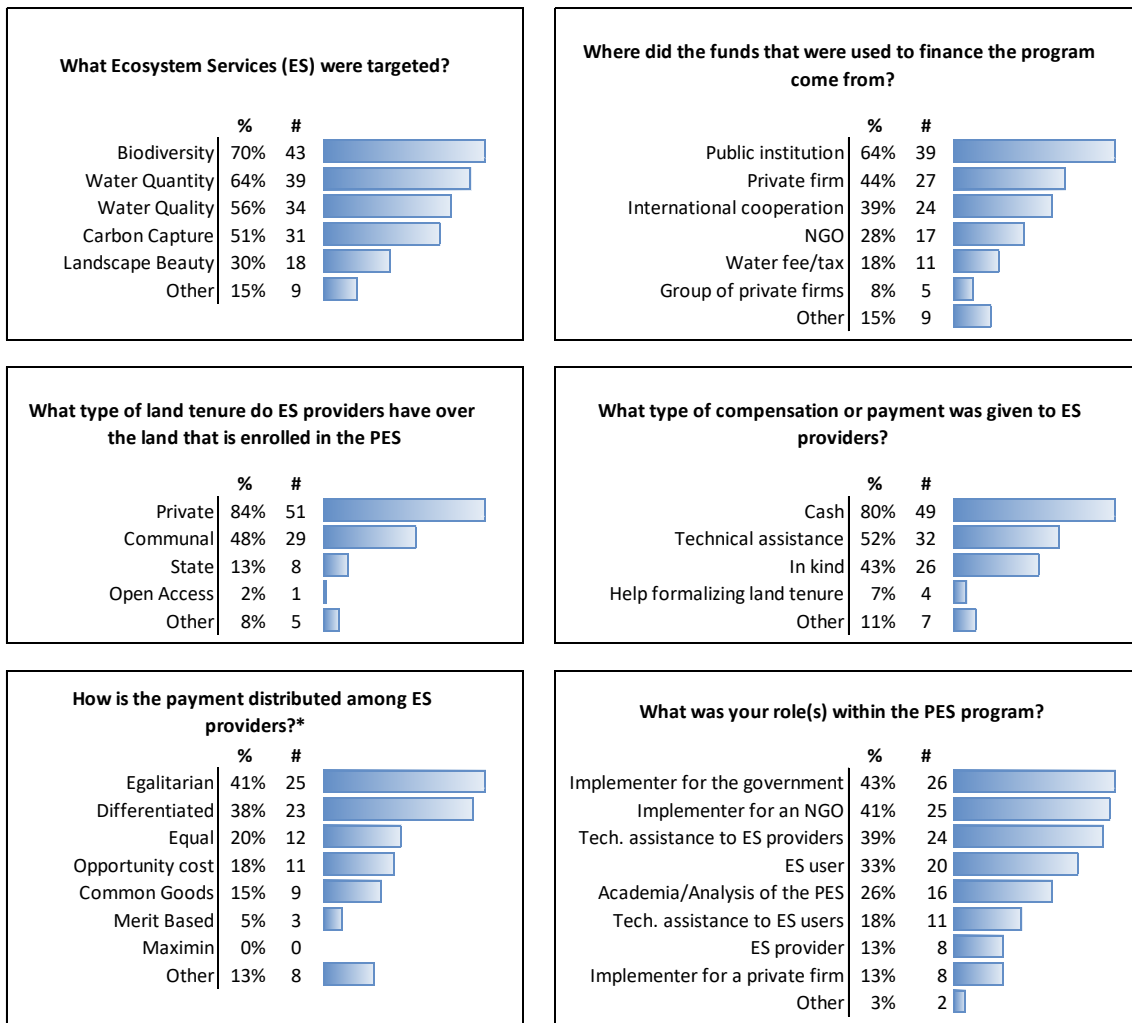 What Ecosystem Services (ES) were targeted?
% #
Biodiversity 70% 43
Water Quantity 64% 39
Water Quality 56% 34
Carbon Capture 51% 31
Landscape Beauty 30% 18
Other 15% 9
Where did the funds that were used to finance the program
come from?
% #
Public institution 64% 39
Private firm 44% 27
International cooperation 39% 24
NGO 28% 17
Water fee/tax 18% 11
Group of private firms 8% 5
Other 15% 9
What type of land tenure do ES providers have over
the land that is enrolled in the PES
% #
Private 84% 51
Communal 48% 29
State 13% 8
Open Access 2% 1
Other 8% 5
What type of compensation or payment was given to ES
providers?
% #
Cash 80% 49
Technical assistance 52% 32
In kind 43% 26
Help formalizing land tenure 7% 4
Other 11% 7
How is the payment distributed among ES
providers?*
% #
Egalitarian 41% 25
Differentiated 38% 23
Equal 20% 12
Opportunity cost 18% 11
Common Goods 15% 9
Merit Based 5% 3
Maximin 0% 0
Other 13% 8
What was your role(s) within the PES program?
% #
Implementer for the government 43% 26
Implementer for an NGO 41% 25
Tech. assistance to ES providers 39% 24
ES user 33% 20
Academia/Analysis of the PES 26% 16
Tech. assistance to ES users 18% 11
ES provider 13% 8
Implementer for a private firm 13% 8
Other 3% 2